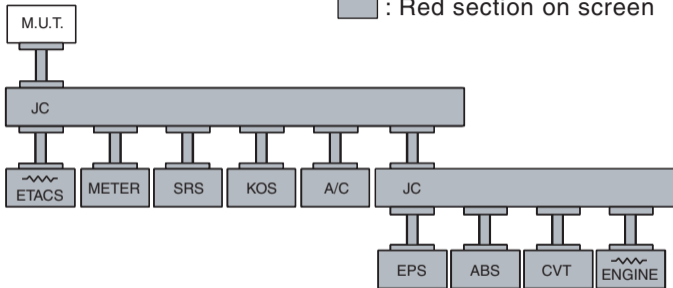 : Red section on screen
M.U.T.
JC
ETACS METER SRS KOS A/C JC
EPS ABS CVT ENGINE